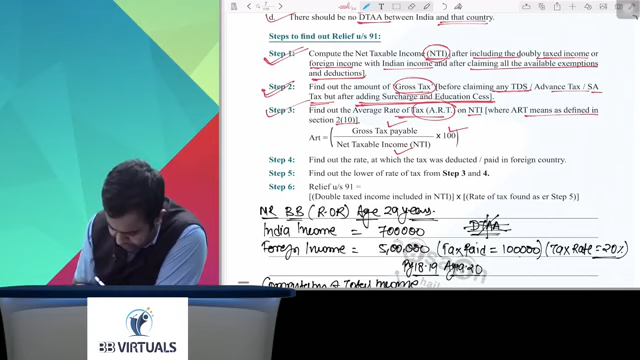 d. There should be no DTAA between India and that country.
Steps to find out Relief u/s 91:
Step 1: Compute the Net Taxable Income (NTI) after including the doubly taxed income or
foreign income with Indian income and after claiming all the available exemptions
and deductions]
Step 2: Find out the amount of Gross Tax [before claiming any TDS / Advance Tax / SA
Tax but after adding Surcharge and Education Cess].
Step 3: Find out the Average Rate of Tax (A.R.T.) on NTI [where ART means as defined in
section 2(10)].
Art = ( Gross Tax payable / Net Taxable Income (NTI) x 100 )
Step 4: Find out the rate, at which the tax was deducted / paid in foreign country.
Step 5: Find out the lower of rate of tax from Step 3 and 4.
Step 6: Relief u/s 91 =
[(Double taxed income included in NTI)] x [(Rate of tax found as er Step 5)]
Mr BB (R.OR) Age 29 years.
India Income = 700000 DTAA
Foreign Income = 5,00,000 (Tax Paid = 100000) (Tax Rate = 20%)
Py 18-19 Ay 19-20
Computation of Total Income
BB VIRTUALS